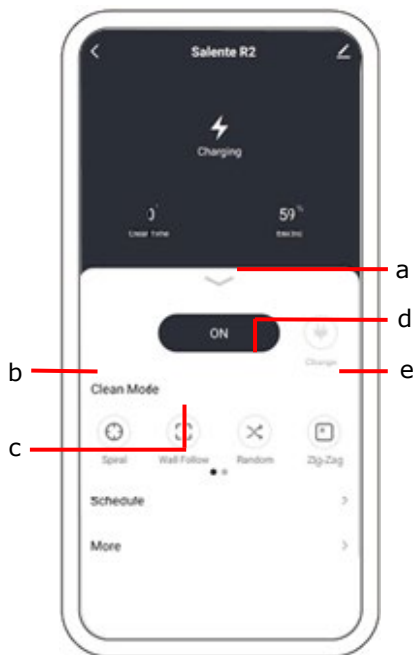 Salente R2
Charging
59 %
a
ON
d
Charge
e
b
Clean Mode
c
Spiral Wall Follow Random Zig-Zag
Schedule
More